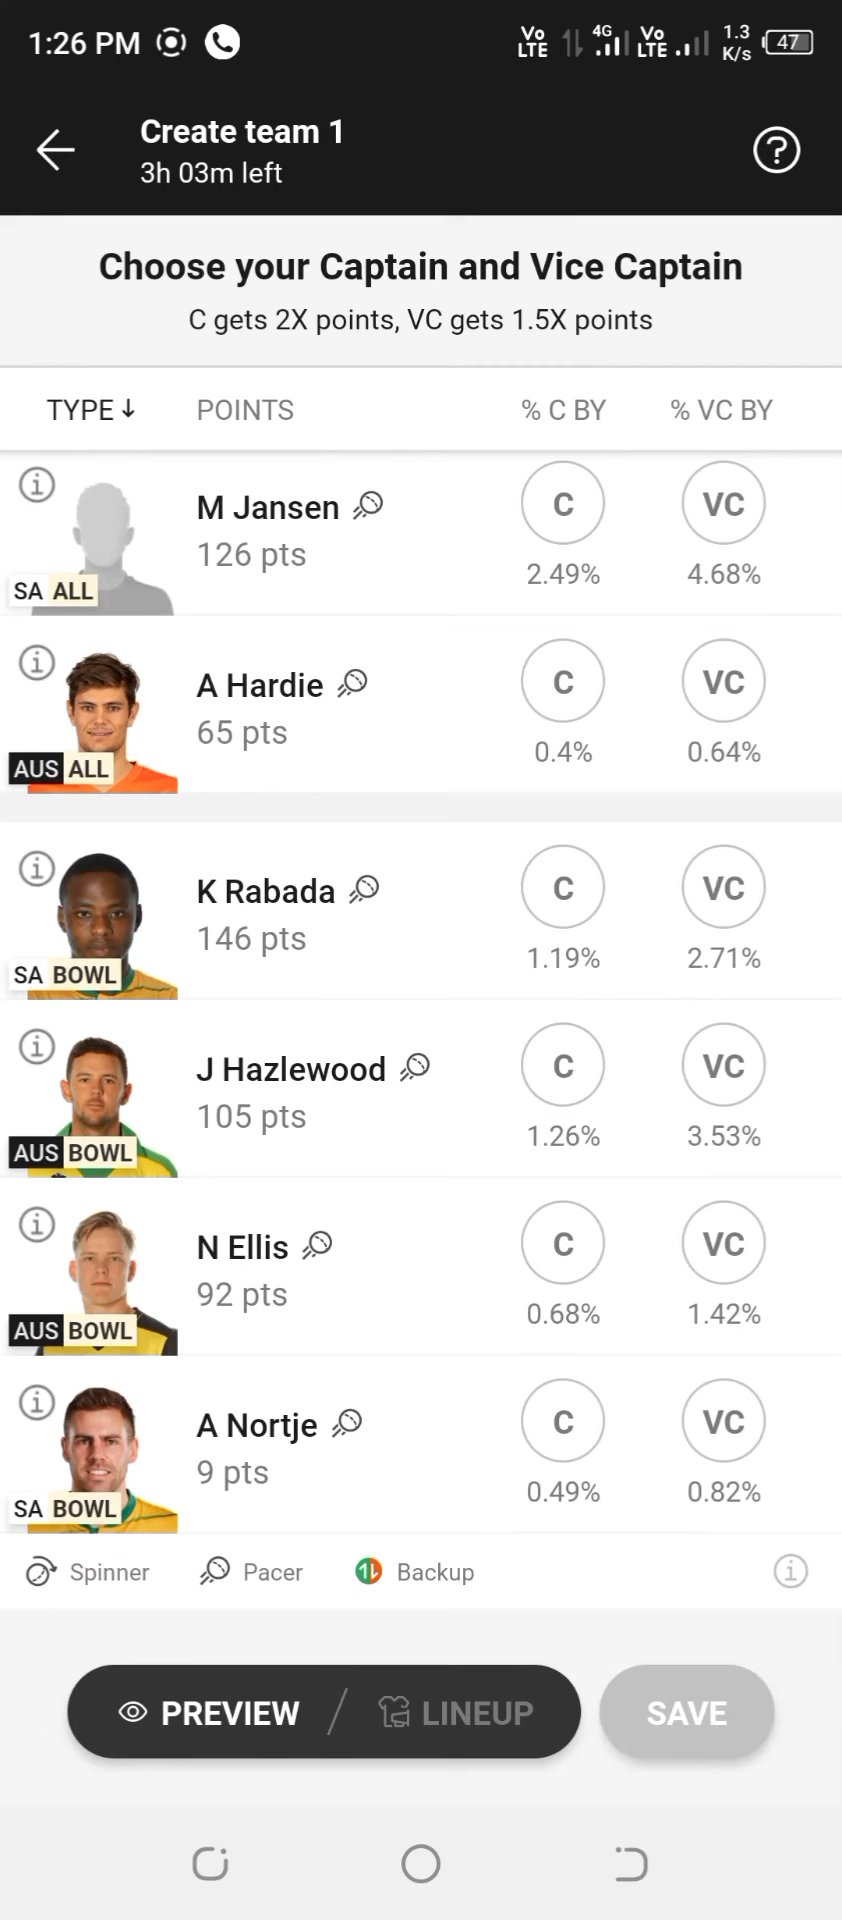 1:26 PM Vo LTE 4G Vo LTE 1.3 K/s 47
Create team 1
3h 03m left
Choose your Captain and Vice Captain
C gets 2X points, VC gets 1.5X points
TYPE POINTS % C BY % VC BY
M Jansen C VC
126 pts 2.49% 4.68%
SA ALL
A Hardie C VC
65 pts 0.4% 0.64%
AUS ALL
K Rabada C VC
146 pts 1.19% 2.71%
SA BOWL
J Hazlewood C VC
105 pts 1.26% 3.53%
AUS BOWL
N Ellis C VC
92 pts 0.68% 1.42%
AUS BOWL
A Nortje C VC
9 pts 0.49% 0.82%
SA BOWL
Spinner Pacer Backup
PREVIEW / LINEUP SAVE